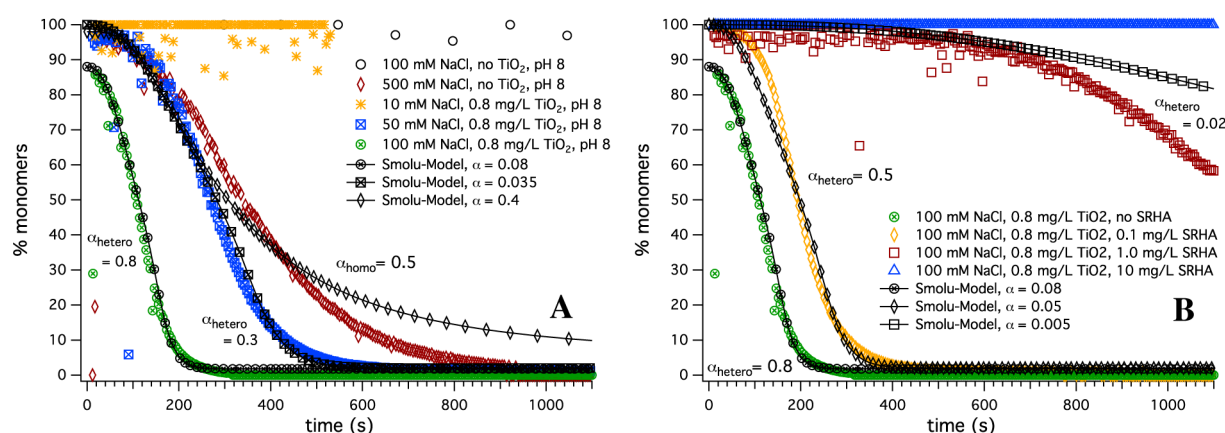 100
90
80
70
60
50
40
30
20
10
0
% monomers
0
200
400
600
800
1000
time (s)
100 mM NaCl, no TiO₂, pH 8
500 mM NaCl, no TiO₂, pH 8
10 mM NaCl, 0.8 mg/L TiO₂, pH 8
50 mM NaCl, 0.8 mg/L TiO₂, pH 8
100 mM NaCl, 0.8 mg/L TiO₂, pH 8
Smolu-Model, α = 0.08
Smolu-Model, α = 0.035
Smolu-Model, α = 0.4
α hetero
= 0.8
α homo = 0.5
α hetero
= 0.3
A
100
90
80
70
60
50
40
30
20
10
0
% monomers
0
200
400
600
800
1000
time (s)
α hetero
= 0.02
α hetero = 0.5
100 mM NaCl, 0.8 mg/L TiO2, no SRHA
100 mM NaCl, 0.8 mg/L TiO2, 0.1 mg/L SRHA
100 mM NaCl, 0.8 mg/L TiO2, 1.0 mg/L SRHA
100 mM NaCl, 0.8 mg/L TiO2, 10 mg/L SRHA
Smolu-Model, α = 0.08
Smolu-Model, α = 0.05
Smolu-Model, α = 0.005
α hetero = 0.8
B